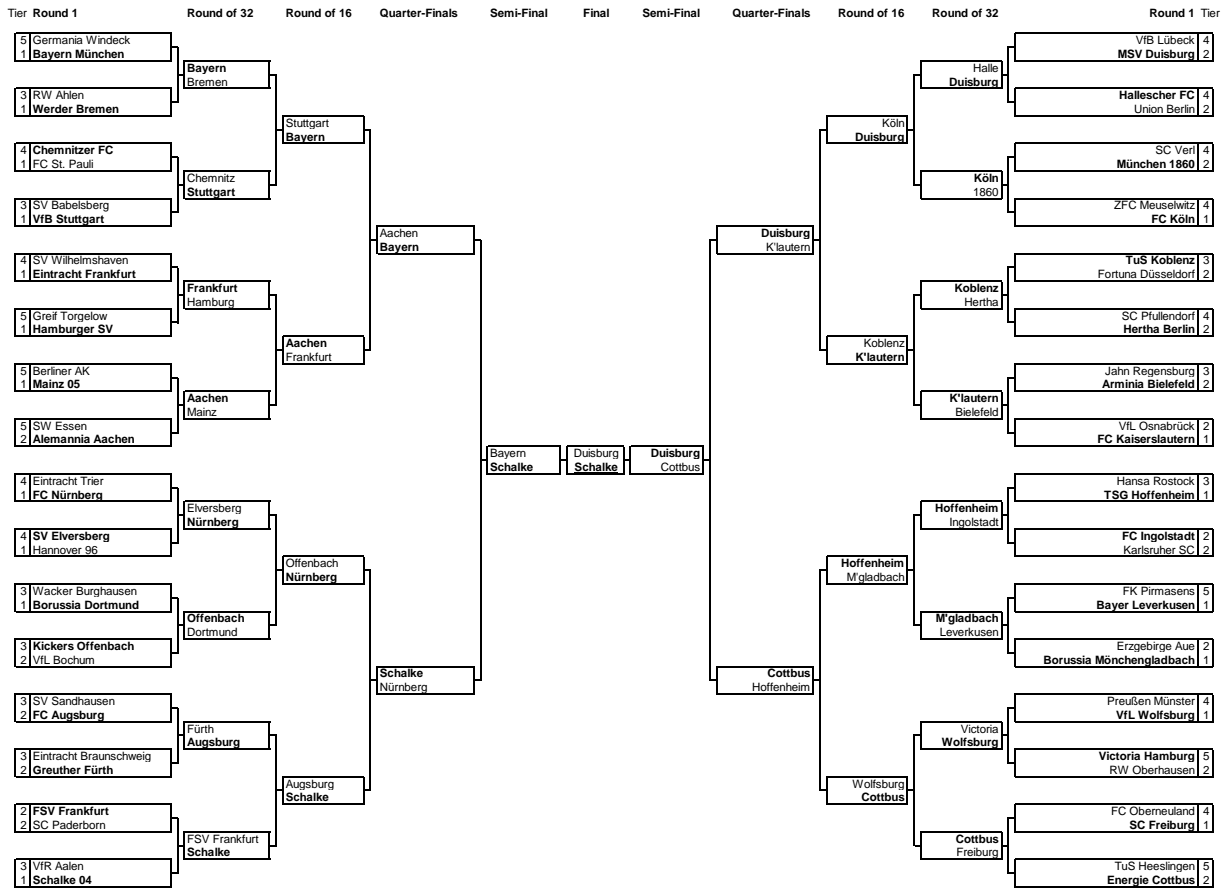 Tier Round 1 Round of 32 Round of 16 Quarter-Finals Semi-Final Final Semi-Final Quarter-Finals Round of 16 Round of 32 Round 1 Tier
5 Germania Windeck
1 Bayern München
Bayern
Bremen
3 RW Ahlen
1 Werder Bremen
Stuttgart
Bayern
4 Chemnitzer FC
1 FC St. Pauli
Chemnitz
Stuttgart
3 SV Babelsberg
1 VfB Stuttgart
Aachen
Bayern
4 SV Wilhelmshaven
1 Eintracht Frankfurt
Frankfurt
Hamburg
5 Greif Torgelow
1 Hamburger SV
Aachen
Frankfurt
5 Berliner AK
1 Mainz 05
Aachen
Mainz
5 SW Essen
2 Alemannia Aachen
Bayern
Schalke
Duisburg
Schalke
Duisburg
Cottbus
4 Eintracht Trier
1 FC Nürnberg
Elversberg
Nürnberg
4 SV Elversberg
1 Hannover 96
Offenbach
Nürnberg
3 Wacker Burghausen
1 Borussia Dortmund
Offenbach
Dortmund
3 Kickers Offenbach
2 VfL Bochum
Schalke
Nürnberg
3 SV Sandhausen
2 FC Augsburg
Fürth
Augsburg
3 Eintracht Braunschweig
2 Greuther Fürth
Augsburg
Schalke
2 FSV Frankfurt
2 SC Paderborn
FSV Frankfurt
Schalke
3 VfR Aalen
1 Schalke 04
VfB Lübeck 4
MSV Duisburg 2
Halle
Duisburg
Hallescher FC 4
Union Berlin 2
Köln
Duisburg
SC Verl 4
München 1860 2
Köln
1860
ZFC Meuselwitz 4
FC Köln 1
Duisburg
K'lautern
TuS Koblenz 3
Fortuna Düsseldorf 2
Koblenz
Hertha
SC Pfullendorf 4
Hertha Berlin 2
Koblenz
K'lautern
Jahn Regensburg 3
Arminia Bielefeld 2
K'lautern
Bielefeld
VfL Osnabrück 2
FC Kaiserslautern 1
Hansa Rostock 3
TSG Hoffenheim 1
Hoffenheim
Ingolstadt
FC Ingolstadt 2
Karlsruher SC 2
Hoffenheim
M'gladbach
FK Pirmasens 5
Bayer Leverkusen 1
M'gladbach
Leverkusen
Erzgebirge Aue 2
Borussia Mönchengladbach 1
Cottbus
Hoffenheim
Preußen Münster 4
VfL Wolfsburg 1
Victoria
Wolfsburg
Victoria Hamburg 5
RW Oberhausen 2
Wolfsburg
Cottbus
FC Oberneuland 4
SC Freiburg 1
Cottbus
Freiburg
TuS Heeslingen 5
Energie Cottbus 2